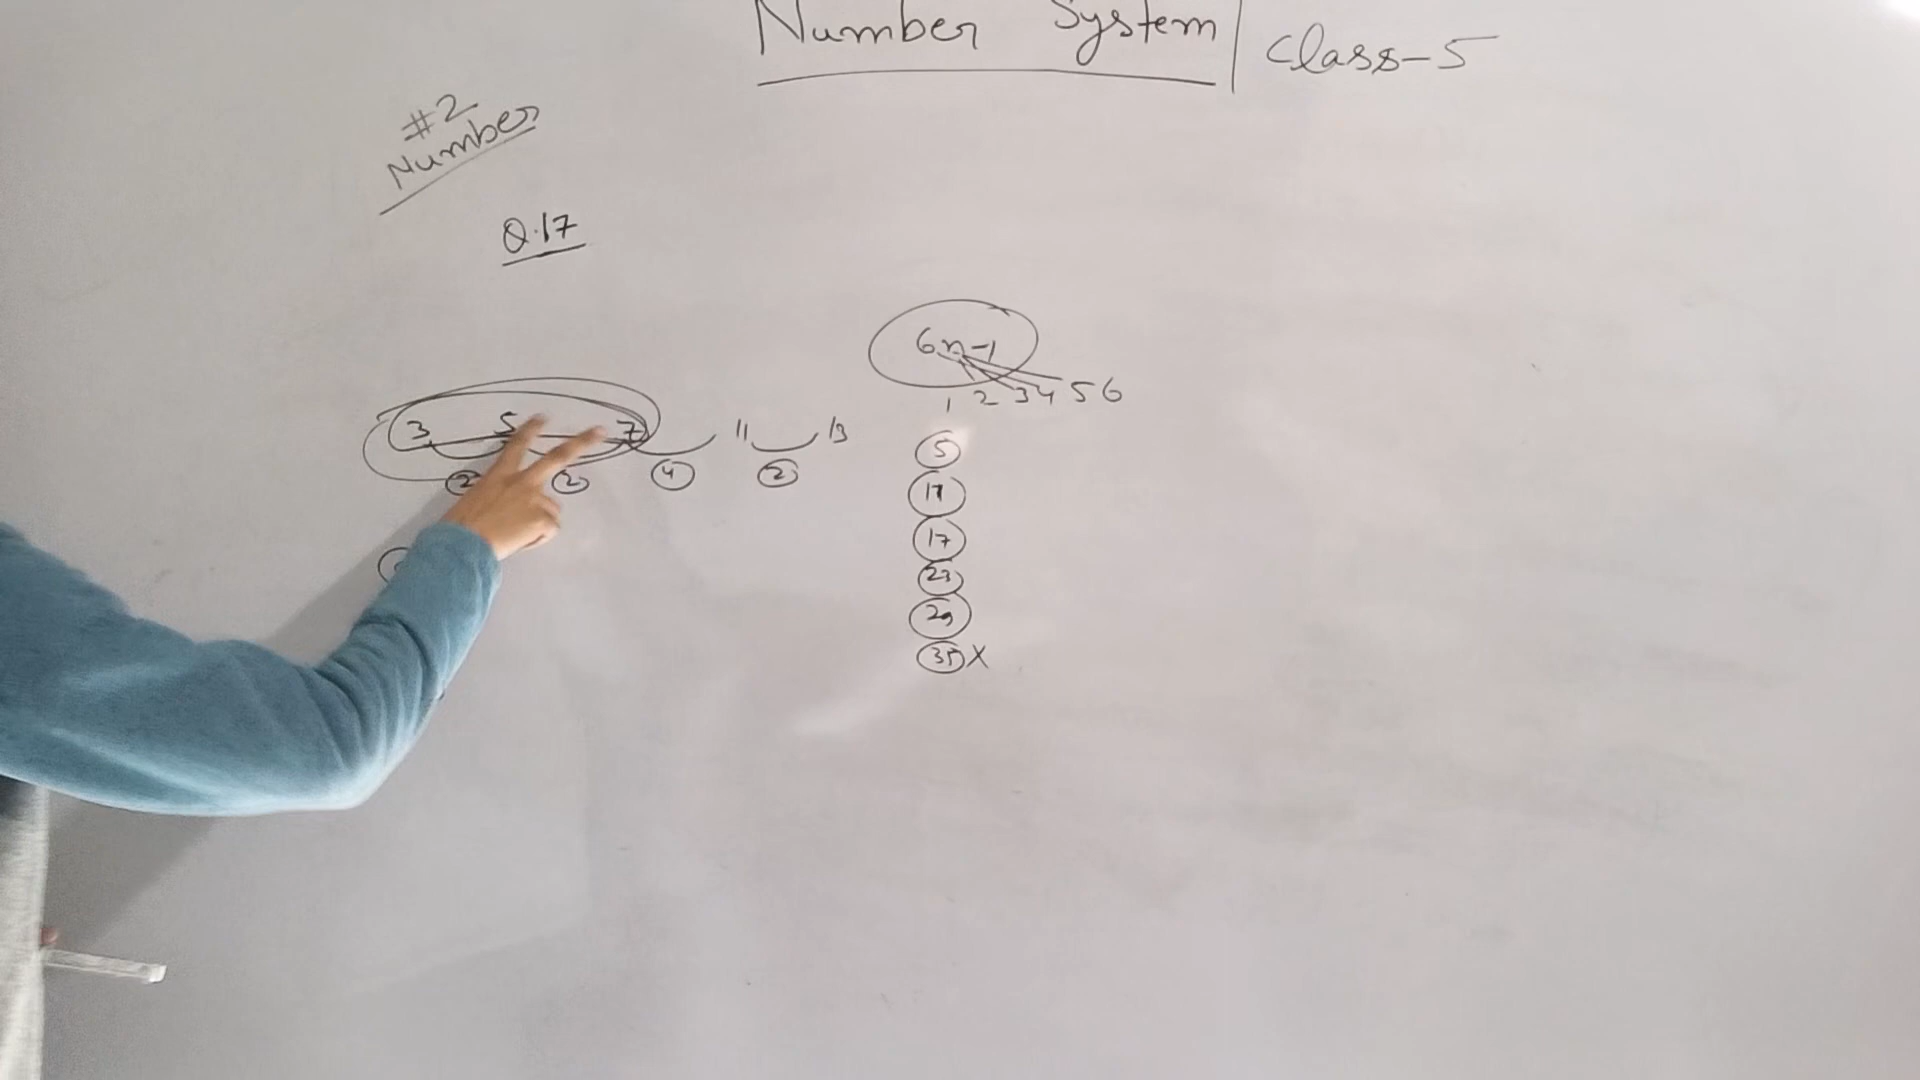 Number System | Class-5
#2
Number
Q.17
6n-1
1 2 3 4 5 6
3 5 7 11 13
2 2 4 2
5
11
17
23
29
35 X